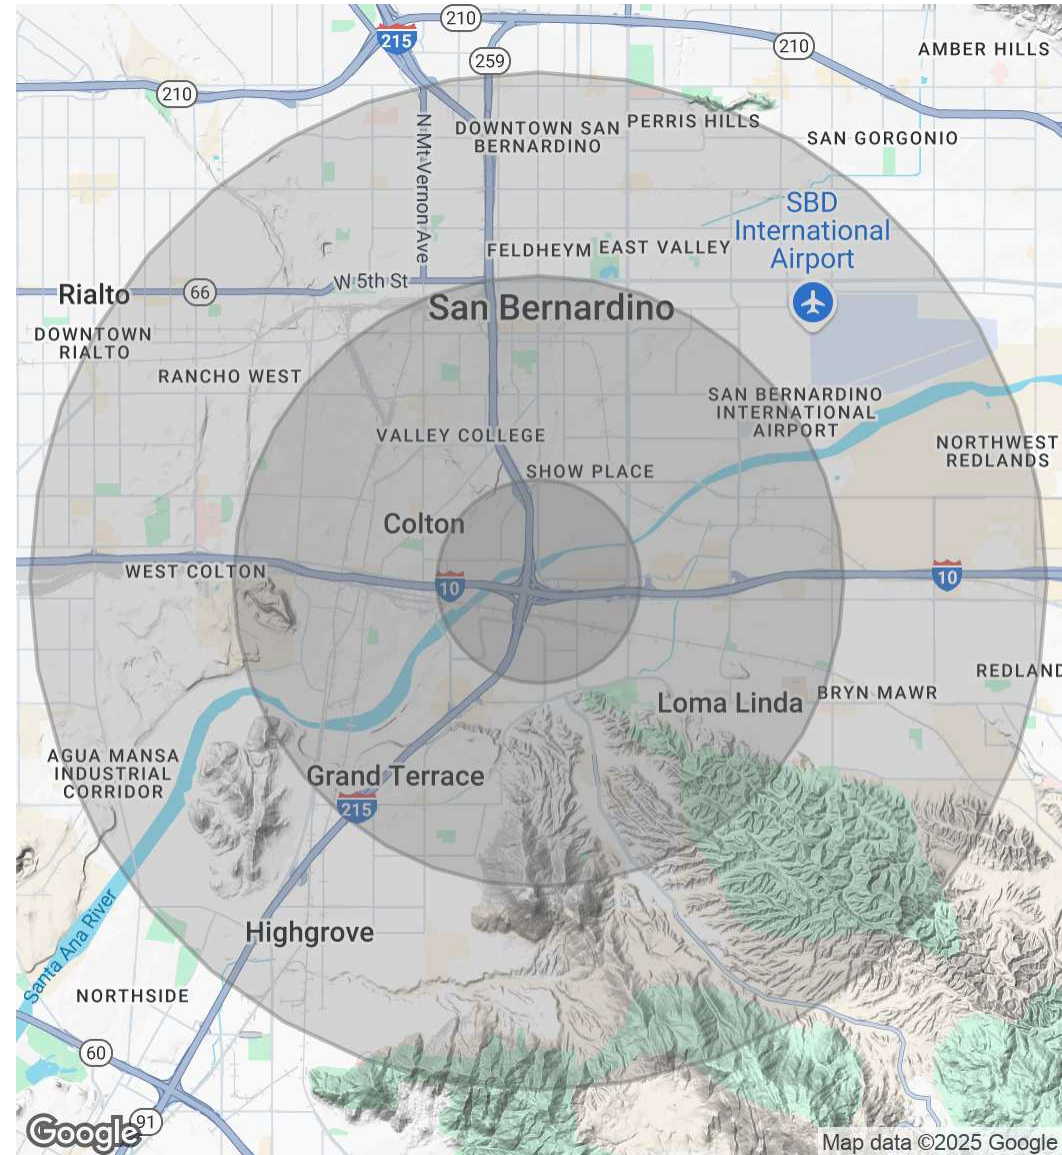 210
215
259
210
AMBER HILLS
210
N Mt Vernon Ave
DOWNTOWN SAN
BERNARDINO
PERRIS HILLS
SAN GORGONIO
SBD
International
Airport
FELDHEYM
EAST VALLEY
W 5th St
Rialto
66
San Bernardino
DOWNTOWN
RIALTO
RANCHO WEST
SAN BERNARDINO
INTERNATIONAL
AIRPORT
VALLEY COLLEGE
NORTHWEST
REDLANDS
SHOW PLACE
Colton
WEST COLTON
10
10
REDLAND
Loma Linda
BRYN MAWR
AGUA MANSA
INDUSTRIAL
CORRIDOR
Grand Terrace
215
Highgrove
Santa Ana River
NORTHSIDE
60
91
Google
Map data ©2025 Google